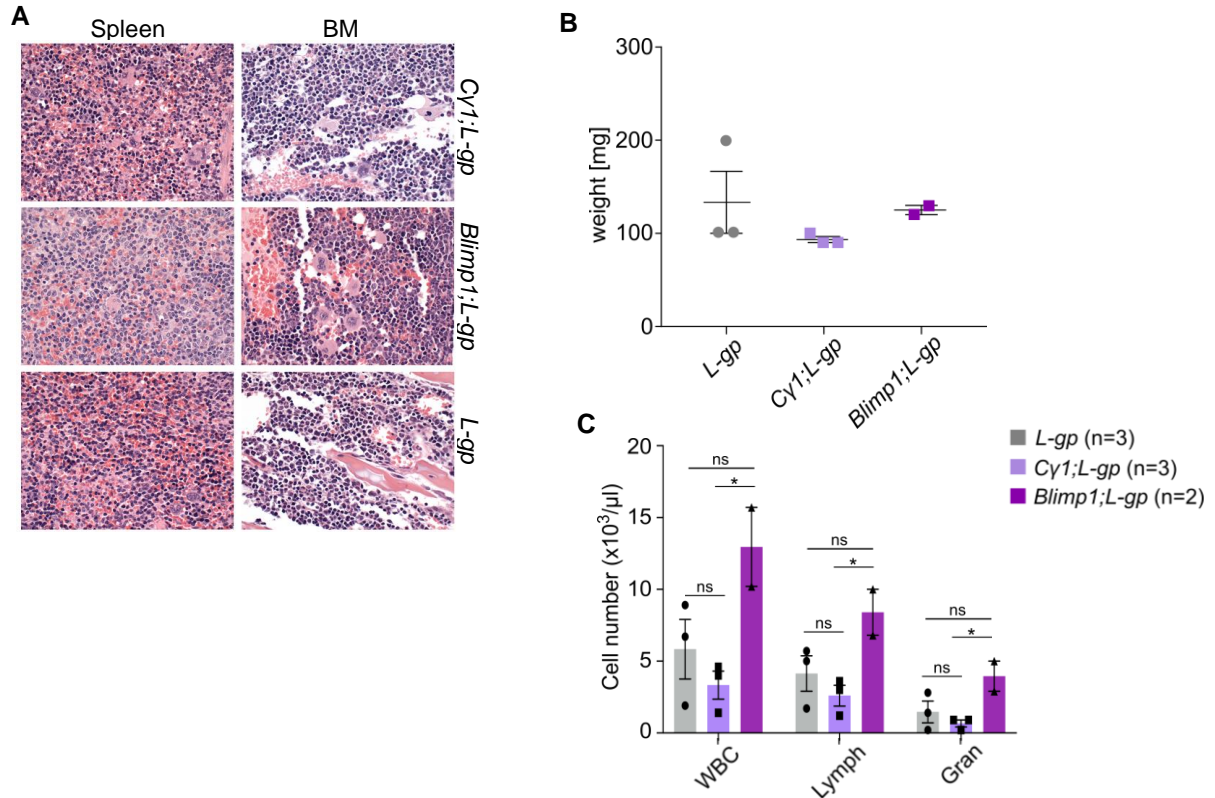 A
Spleen BM
Cγ1;L-gp
Blimp1;L-gp
L-gp
B
300
200
100
0
weight [mg]
L-gp
Cγ1;L-gp
Blimp1;L-gp
C
20
15
10
5
0
Cell number (x10³/µl)
ns
*
ns
ns
*
ns
ns
*
ns
WBC
Lymph
Gran
L-gp (n=3)
Cγ1;L-gp (n=3)
Blimp1;L-gp (n=2)